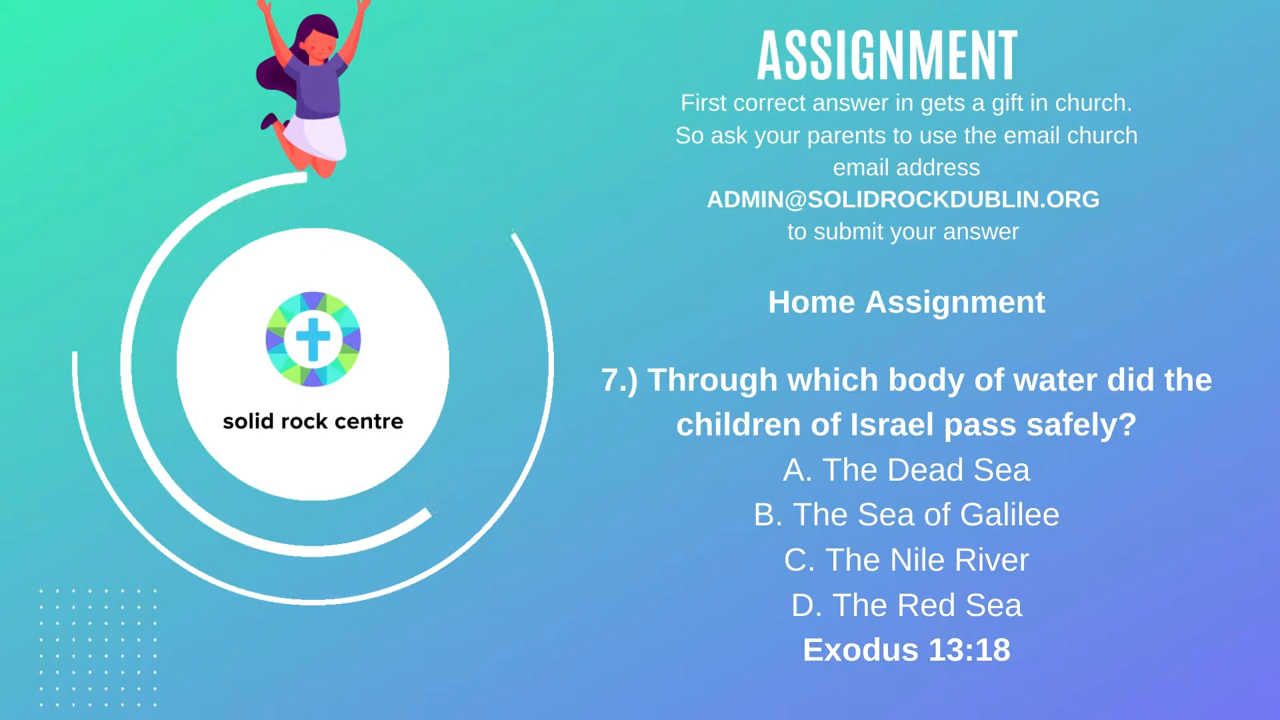 ASSIGNMENT
First correct answer in gets a gift in church.
So ask your parents to use the email church
email address
ADMIN@SOLIDROCKDUBLIN.ORG
to submit your answer
Home Assignment
7.) Through which body of water did the
children of Israel pass safely?
A. The Dead Sea
B. The Sea of Galilee
C. The Nile River
D. The Red Sea
Exodus 13:18
solid rock centre